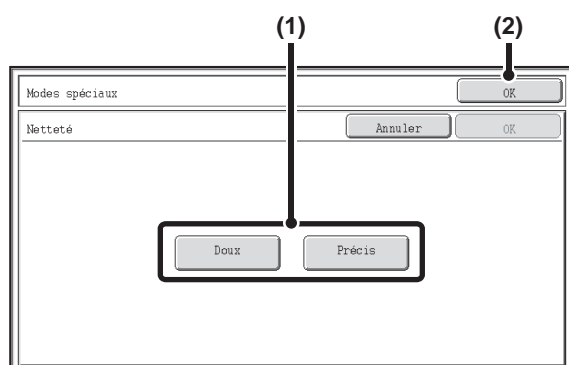 (1) (2)
Modes spéciaux OK
Netteté Annuler OK
Doux Précis